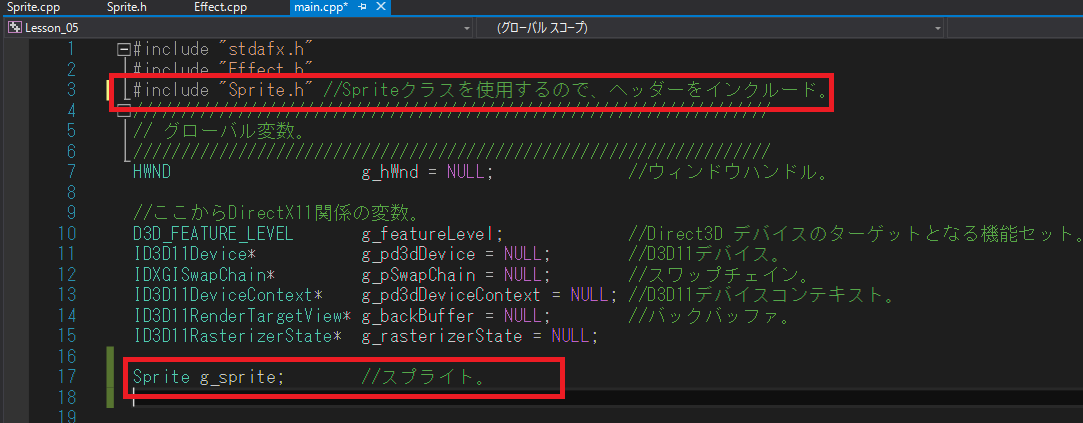 Sprite.cpp Sprite.h Effect.cpp main.cpp*
Lesson_05 (グローバル スコープ)
1 #include "stdafx.h"
2 #include "Effect.h"
3 #include "Sprite.h" //Spriteクラスを使用するので、ヘッダーをインクルード。
4 ///////////////////////////////////////////////////////////////////
5 // グローバル変数。
6 ///////////////////////////////////////////////////////////////////
7 HWND g_hWnd = NULL; //ウィンドウハンドル。
8
9 //ここからDirectX11関係の変数。
10 D3D_FEATURE_LEVEL g_featureLevel; //Direct3D デバイスのターゲットとなる機能セット。
11 ID3D11Device* g_pd3dDevice = NULL; //D3D11デバイス。
12 IDXGISwapChain* g_pSwapChain = NULL; //スワップチェイン。
13 ID3D11DeviceContext* g_pd3dDeviceContext = NULL; //D3D11デバイスコンテキスト。
14 ID3D11RenderTargetView* g_backBuffer = NULL; //バックバッファ。
15 ID3D11RasterizerState* g_rasterizerState = NULL;
16
17 Sprite g_sprite; //スプライト。
18
19